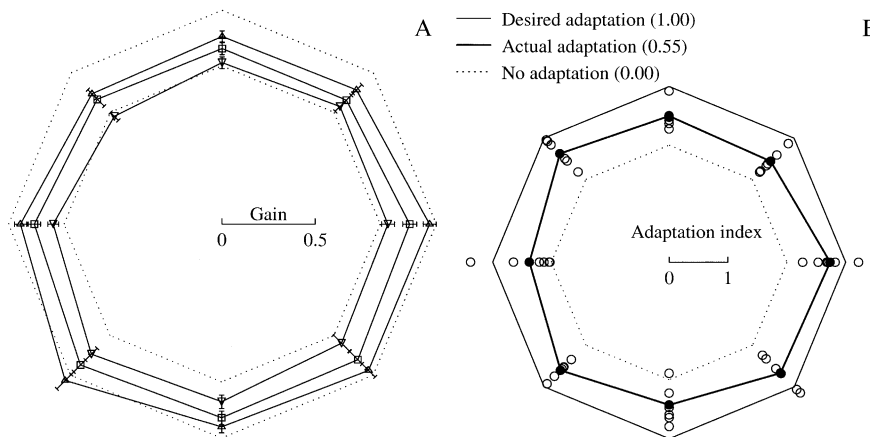 A
Desired adaptation (1.00)
Actual adaptation (0.55)
No adaptation (0.00)
Gain
0 0.5
Adaptation index
0 1